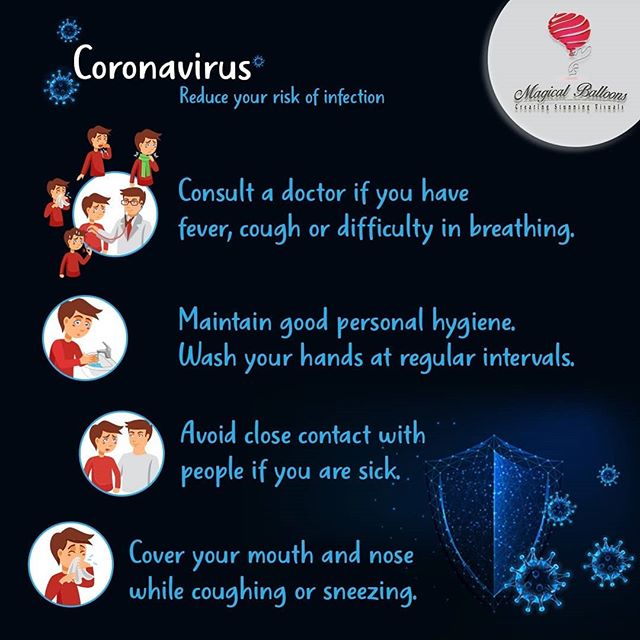 Coronavirus
Reduce your risk of infection
Magical Balloons
Creating Stunning Visuals
Consult a doctor if you have
fever, cough or difficulty in breathing.
Maintain good personal hygiene.
Wash your hands at regular intervals.
Avoid close contact with
people if you are sick.
Cover your mouth and nose
while coughing or sneezing.